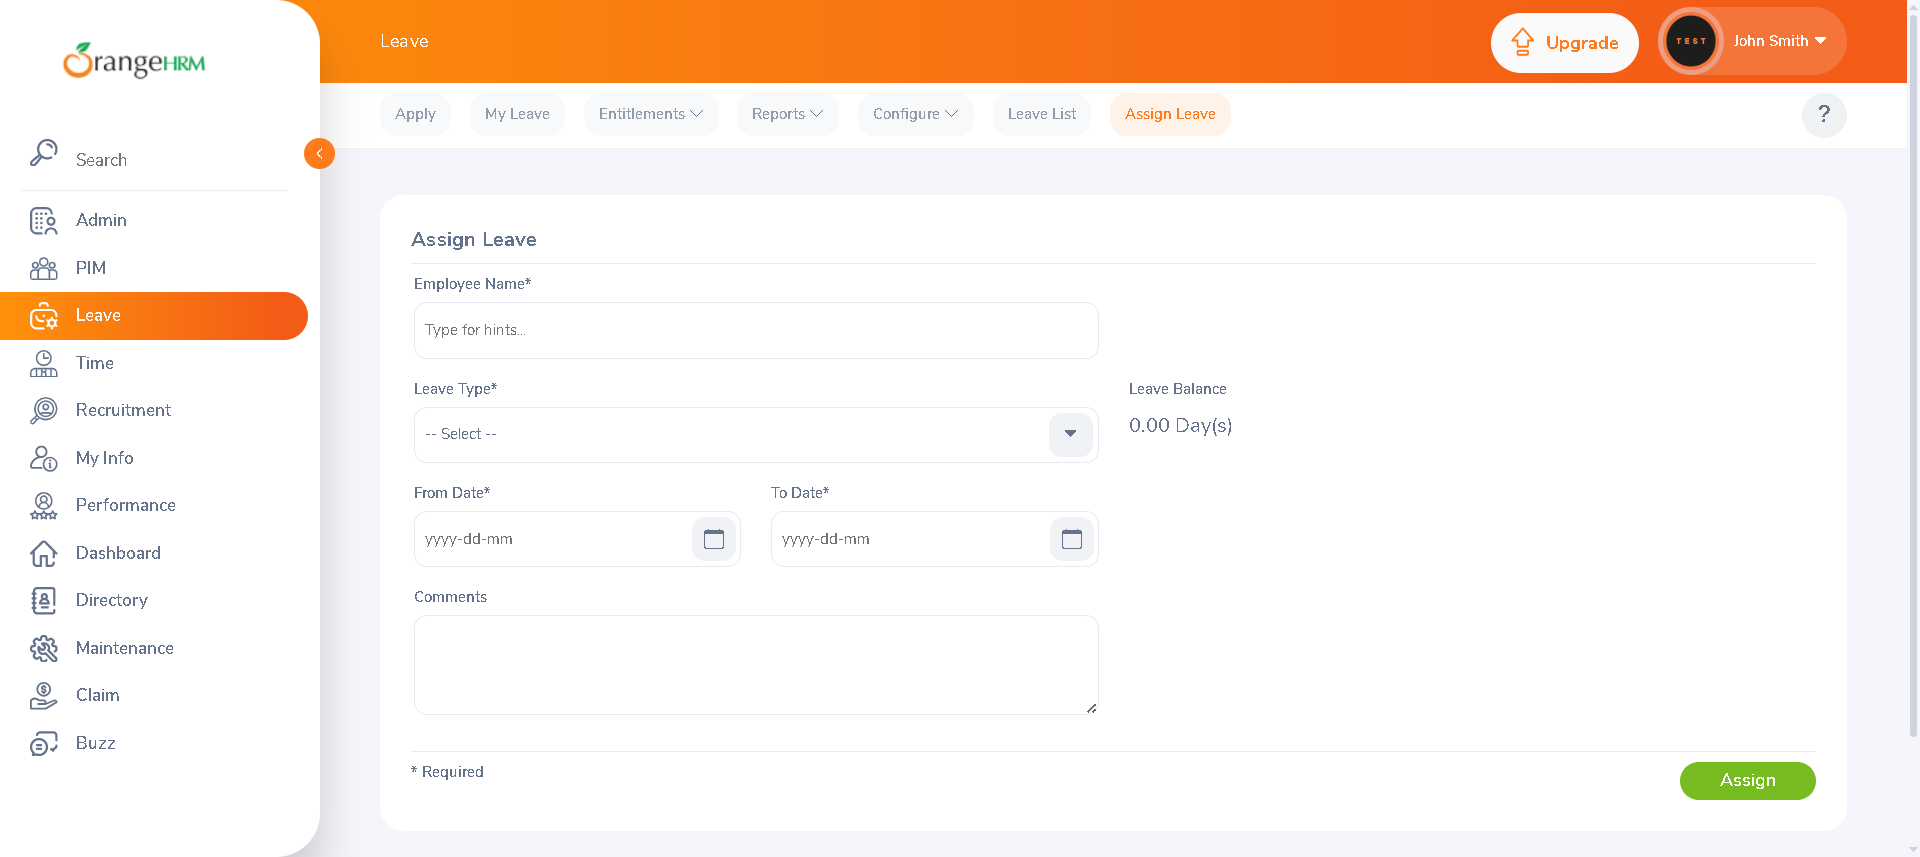 OrangeHRM
Leave
Upgrade
TEST
John Smith
Apply
My Leave
Entitlements
Reports
Configure
Leave List
Assign Leave
?
Search
Admin
PIM
Leave
Time
Recruitment
My Info
Performance
Dashboard
Directory
Maintenance
Claim
Buzz
Assign Leave
Employee Name*
Type for hints...
Leave Type*
Leave Balance
-- Select --
0.00 Day(s)
From Date*
To Date*
yyyy-dd-mm
yyyy-dd-mm
Comments
* Required
Assign